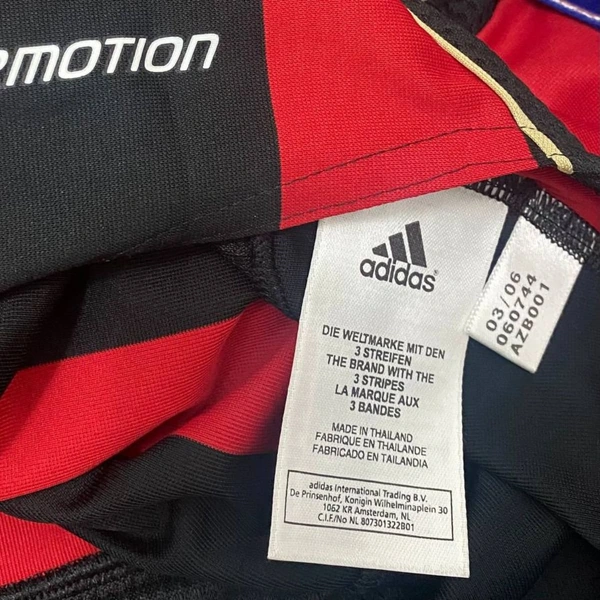 MOTION
adidas®
DIE WELTMARKE MIT DEN
3 STREIFEN
THE BRAND WITH THE
3 STRIPES
LA MARQUE AUX
3 BANDES
MADE IN THAILAND
FABRIQUE EN THAILANDE
FABRICADO EN TAILANDIA
adidas International Trading B.V.
De Prinsenhof, Konigin Wilhelminaplein 30
1062 KR Amsterdam, NL
C.I.F./No NL 807301322B01
03/06
060744
AZB001